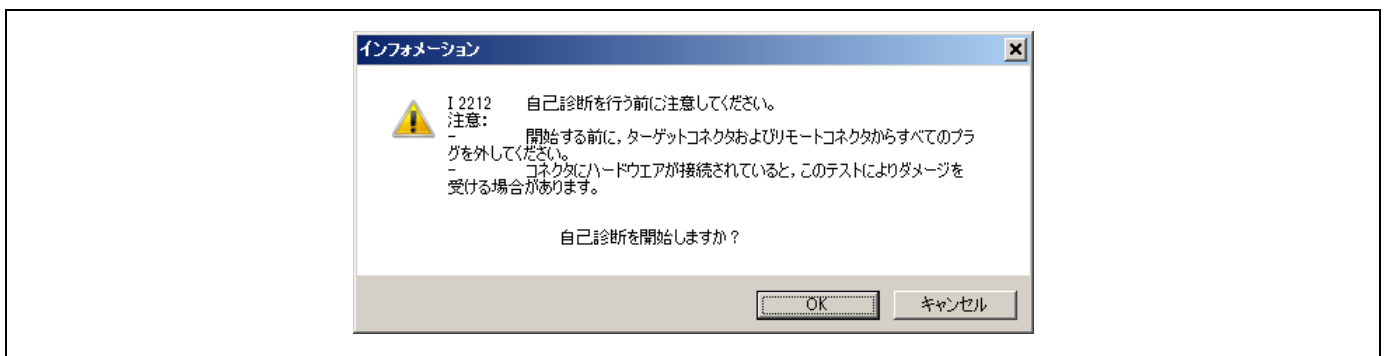 インフォメーション
I 2212 自己診断を行う前に注意してください。
注意:
- 開始する前に, ターゲットコネクタおよびリモートコネクタからすべてのプラ
グを外してください。
- コネクタにハードウエアが接続されていると, このテストによりダメージを
受ける場合があります。
自己診断を開始しますか？
OK キャンセル